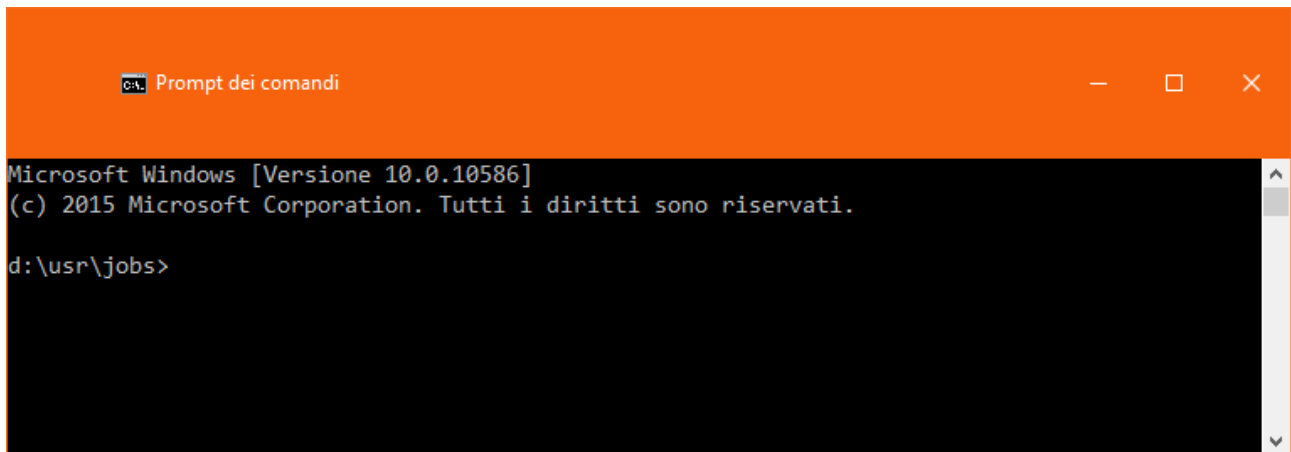 Prompt dei comandi
Microsoft Windows [Versione 10.0.10586]
(c) 2015 Microsoft Corporation. Tutti i diritti sono riservati.
d:\usr\jobs>